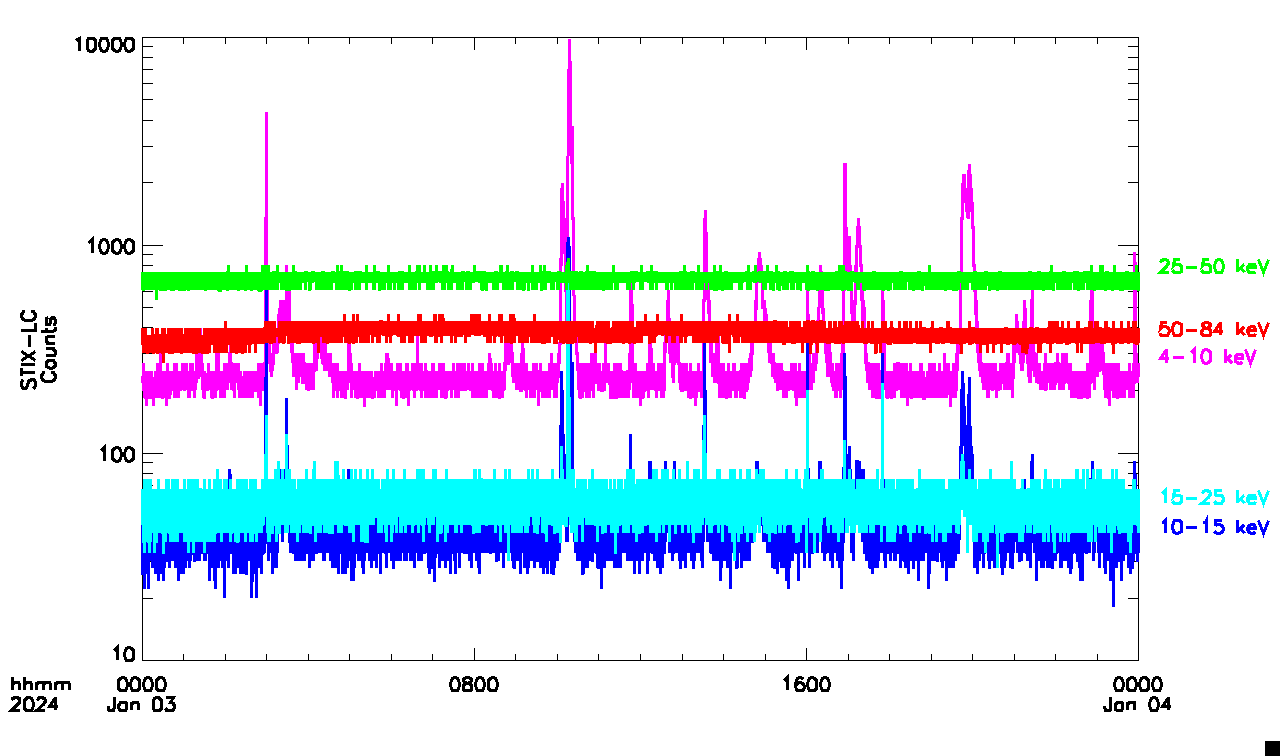 10000
1000
100
10
STIX-LC
Counts
25-50 keV
50-84 keV
4-10 keV
15-25 keV
10-15 keV
hhmm 0000 0800 1600 0000
2024 Jan 03 Jan 04